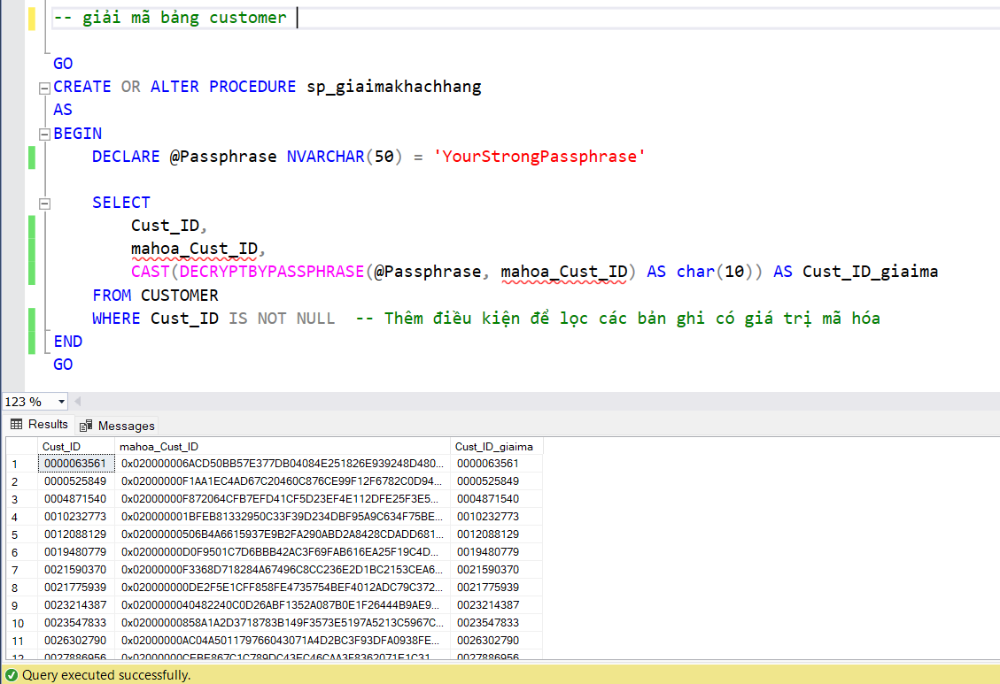 -- giải mã bảng customer
GO
CREATE OR ALTER PROCEDURE sp_giaimakhachhang
AS
BEGIN
DECLARE @Passphrase NVARCHAR(50) = 'YourStrongPassphrase'
SELECT
Cust_ID,
mahoa_Cust_ID,
CAST(DECRYPTBYPASSPHRASE(@Passphrase, mahoa_Cust_ID) AS char(10)) AS Cust_ID_giaima
FROM CUSTOMER
WHERE Cust_ID IS NOT NULL -- Thêm điều kiện để lọc các bản ghi có giá trị mã hóa
END
GO
123 %
Results Messages
Cust_ID mahoa_Cust_ID Cust_ID_giaima
1 0000063561 0x020000006ACD50BB57E377DB04084E251826E939248D480... 0000063561
2 0000525849 0x02000000F1AA1EC4AD67C20460C876CE99F12F6782C0D94... 0000525849
3 0004871540 0x02000000F872064CFB7EFD41CF5D23EF4E112DFE25F3E5... 0004871540
4 0010232773 0x020000001BFEB81332950C33F39D234DBF95A9C634F75BE... 0010232773
5 0012088129 0x02000000506B4A6615937E9B2FA290ABD2A8428CDADD681... 0012088129
6 0019480779 0x02000000D0F9501C7D6BBB42AC3F69FAB616EA25F19C4D... 0019480779
7 0021590370 0x02000000F3368D718284A67496C8CC236E2D1BC2153CEA6... 0021590370
8 0021775939 0x020000000DE2F5E1CFF858FE4735754BEF4012ADC79C372... 0021775939
9 0023214387 0x0200000040482240C0D26ABF1352A087B0E1F26444B9AE9... 0023214387
10 0023547833 0x02000000858A1A2D3718783B149F3573E5197A5213C5967C... 0023547833
11 0026302790 0x02000000AC04A501179766043071A4D2BC3F93DFA0938FE... 0026302790
12 0027886956 0x02000000CEBE867C1C789DC43EC46CAA3F8362071E1C31... 0027886956
Query executed successfully.